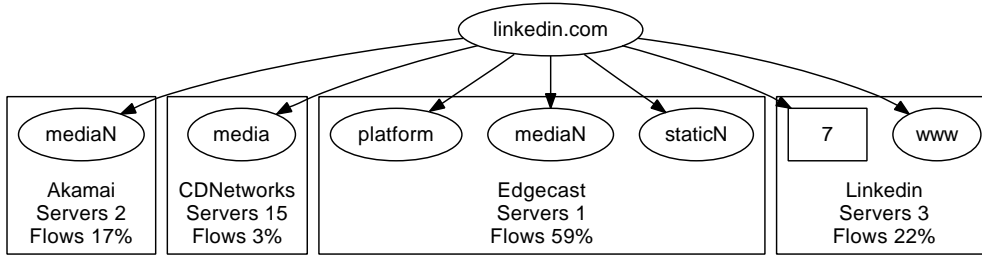 linkedin.com
mediaN
media
platform
mediaN
staticN
7
www
Akamai
Servers 2
Flows 17%
CDNetworks
Servers 15
Flows 3%
Edgecast
Servers 1
Flows 59%
Linkedin
Servers 3
Flows 22%